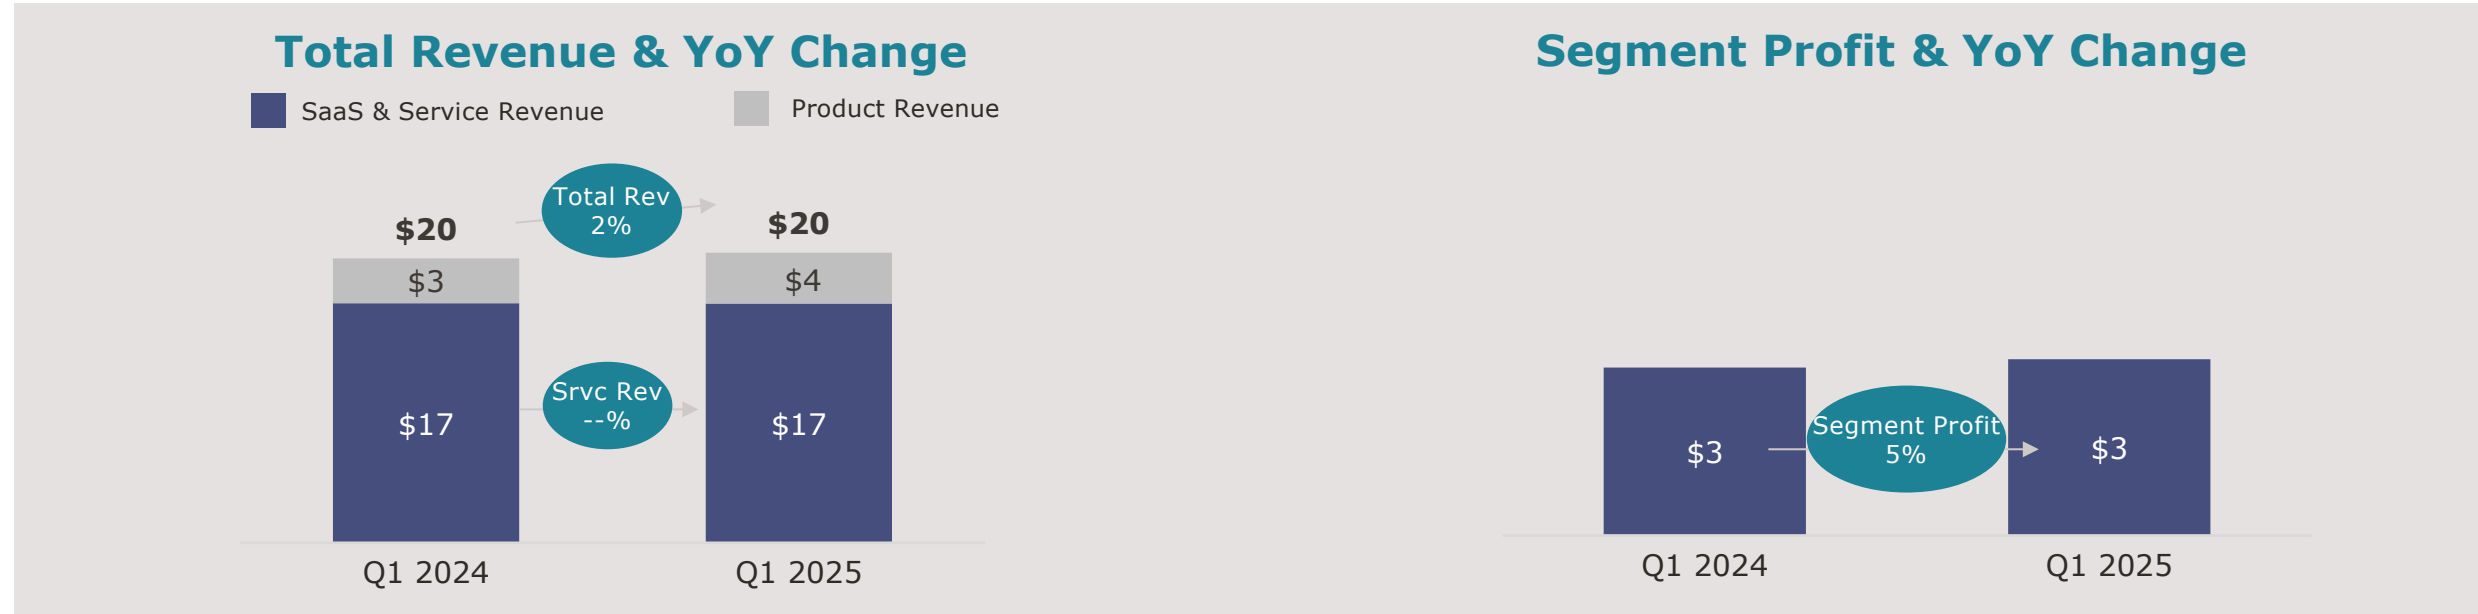 Total Revenue & YoY Change
SaaS & Service Revenue
Product Revenue
Total Rev
2%
$20
$20
$3
$4
Srvc Rev
--%
$17
$17
Q1 2024
Q1 2025
Segment Profit & YoY Change
Segment Profit
5%
$3
$3
Q1 2024
Q1 2025